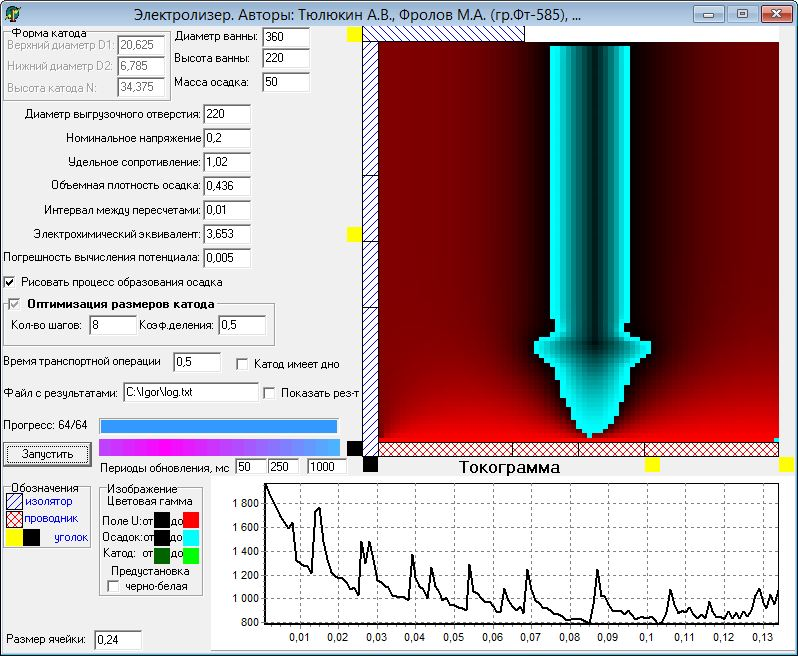 Электролизер. Авторы: Тюлюкин А.В., Фролов М.А. (гр.Фт-585), ...
Форма катода
Верхний диаметр D1: 20,625
Нижний диаметр D2: 6,785
Высота катода N: 34,375
Диаметр ванны: 360
Высота ванны: 220
Масса осадка: 50
Диаметр выгрузочного отверстия: 220
Номинальное напряжение 0,2
Удельное сопротивление: 1,02
Объемная плотность осадка: 0,436
Интервал между пересчетами: 0,01
Электрохимический эквивалент: 3,653
Погрешность вычисления потенциала: 0,005
Рисовать процесс образования осадка
Оптимизация размеров катода
Кол-во шагов: 8 Коэф.деления: 0,5
Время транспортной операции 0,5 Катод имеет дно
Файл с результатами: C:\Igor\log.txt Показать рез-т
Прогресс: 64/64
Запустить
Периоды обновления, мс 50 250 1000
Токограмма
Обозначения
изолятор
проводник
уголок
Изображение
Цветовая гамма
Поле U: от до
Осадок: от до
Катод: от до
Предустановка
черно-белая
Размер ячейки: 0,24
1 800
1 600
1 400
1 200
1 000
800
0,01 0,02 0,03 0,04 0,05 0,06 0,07 0,08 0,09 0,1 0,11 0,12 0,13